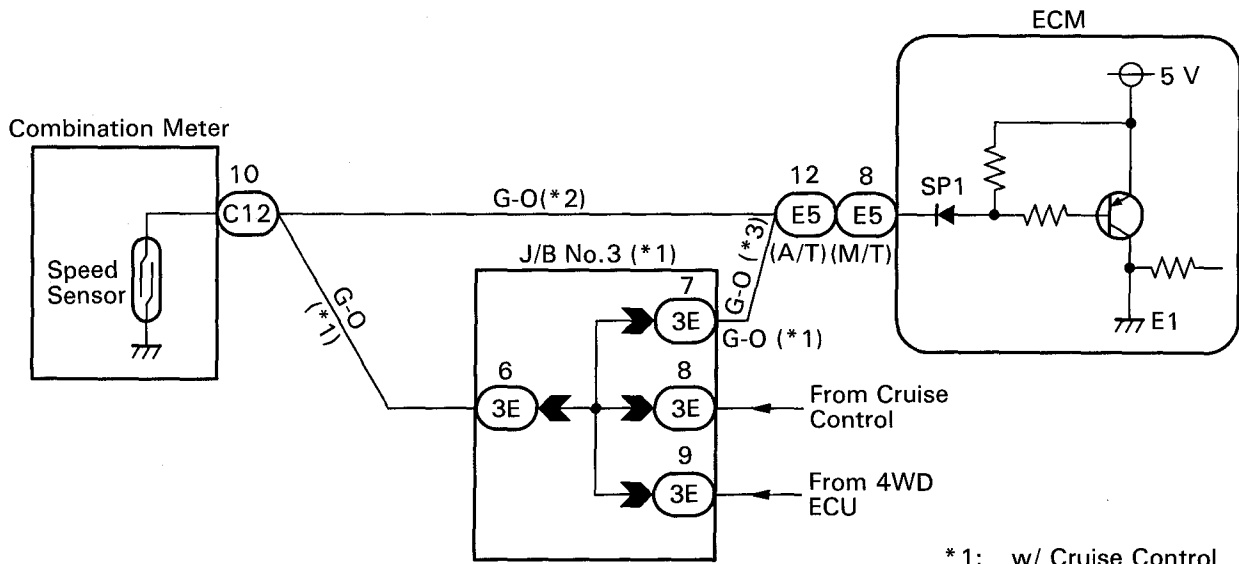 ECM
5 V
Combination Meter
10
C12
G-O(*2)
12
8
E5
E5
(A/T)
(M/T)
SP1
Speed
Sensor
G-O
(*1)
J/B No.3 (*1)
G-O (*3)
7
3E
G-O (*1)
E1
6
3E
8
3E
From Cruise
Control
9
3E
From 4WD
ECU
*1: w/ Cruise Control